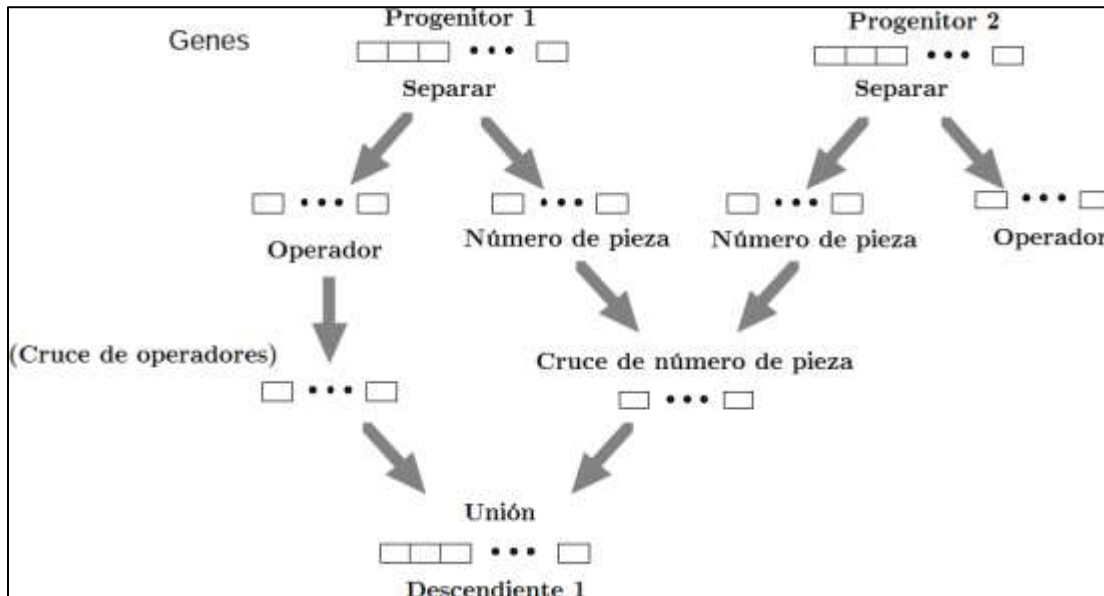 Progenitor 1
Progenitor 2
Genes
Separar
Separar
Operador
Número de pieza
Número de pieza
Operador
(Cruce de operadores)
Cruce de número de pieza
Unión
Descendiente 1